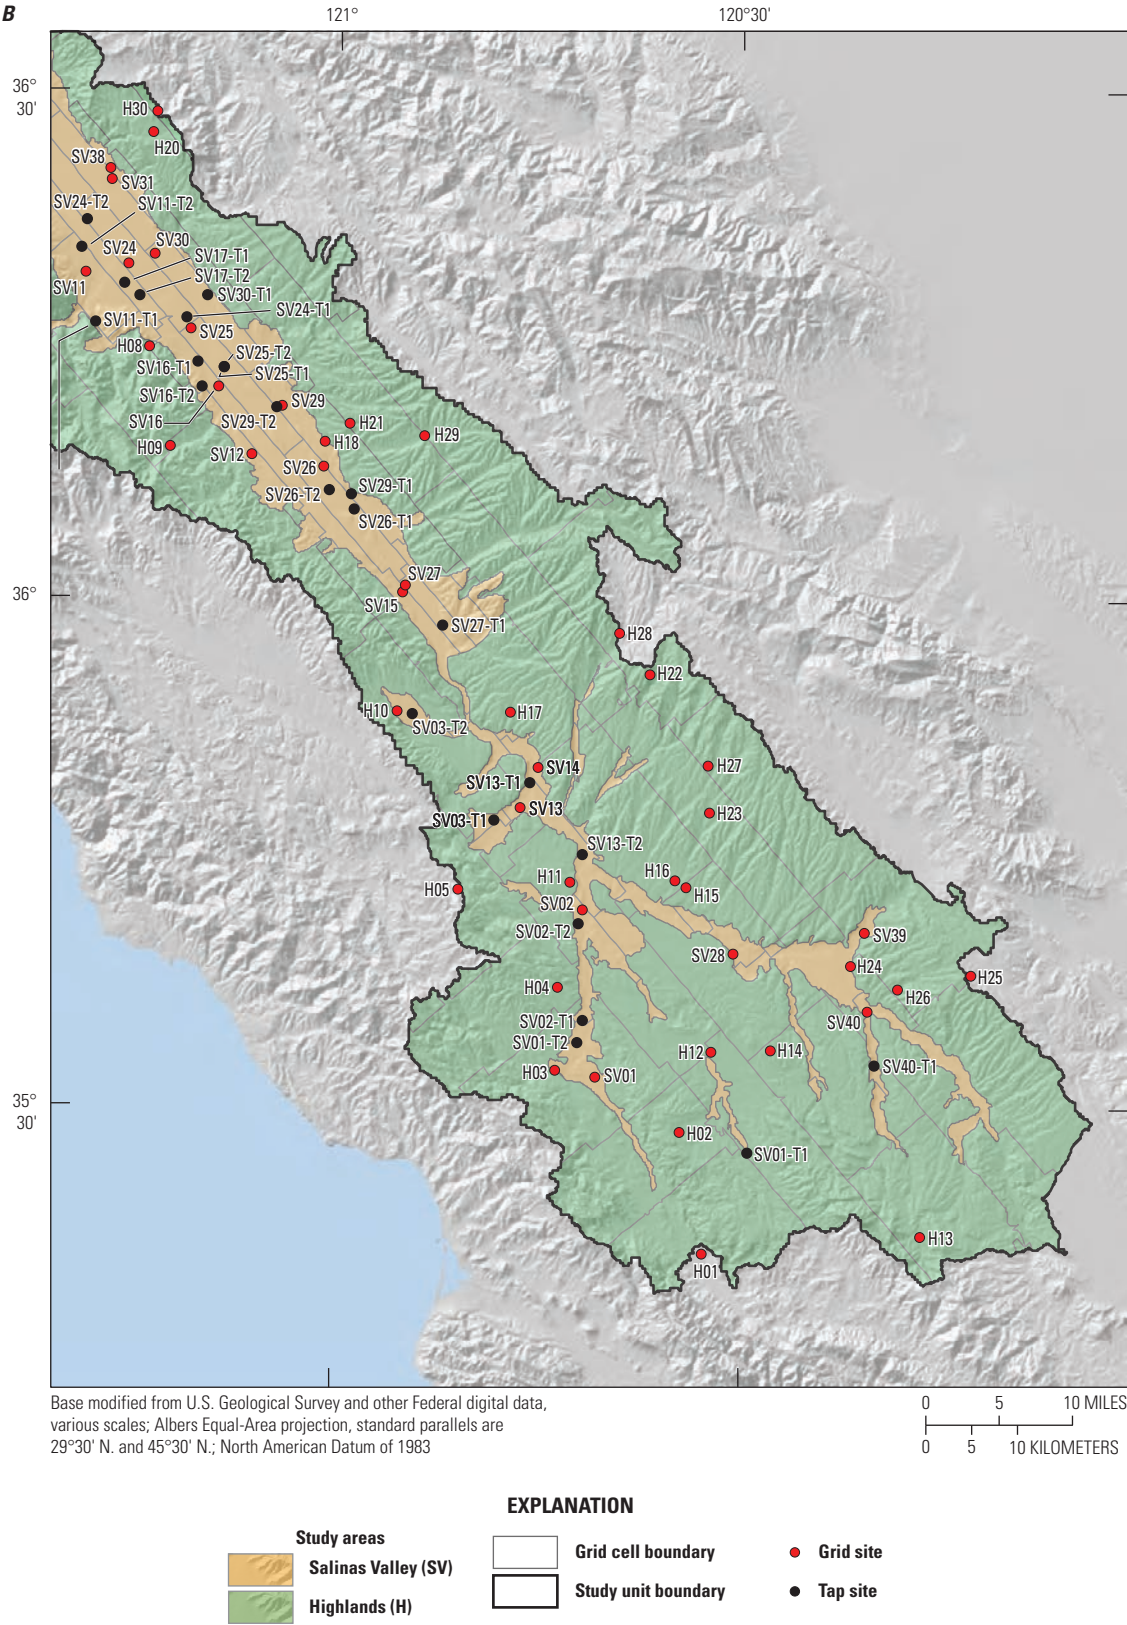 B
121°
120°30'
36°
30'
H30
H20
SV38
SV31
SV24-T2
SV11-T2
SV24
SV30
SV17-T1
SV17-T2
SV11
SV30-T1
SV24-T1
SV11-T1
SV25
H08
SV25-T2
SV16-T1
SV25-T1
SV16-T2
SV29
SV16
SV29-T2
H21
H29
H18
H09
SV12
SV26
SV29-T1
SV26-T2
SV26-T1
SV27
36°
SV15
SV27-T1
H28
H22
H10
H17
SV03-T2
SV14
H27
SV13-T1
SV13
H23
SV03-T1
SV13-T2
H16
H11
H05
H15
SV02
SV02-T2
SV39
SV28
H24
H25
H04
H26
SV02-T1
SV40
SV01-T2
H12
H14
H03
SV40-T1
SV01
35°
30'
H02
SV01-T1
H13
H01
Base modified from U.S. Geological Survey and other Federal digital data,
various scales; Albers Equal-Area projection, standard parallels are
29°30' N. and 45°30' N.; North American Datum of 1983
0 5 10 MILES
0 5 10 KILOMETERS
EXPLANATION
Study areas
Salinas Valley (SV)
Highlands (H)
Grid cell boundary
Study unit boundary
Grid site
Tap site